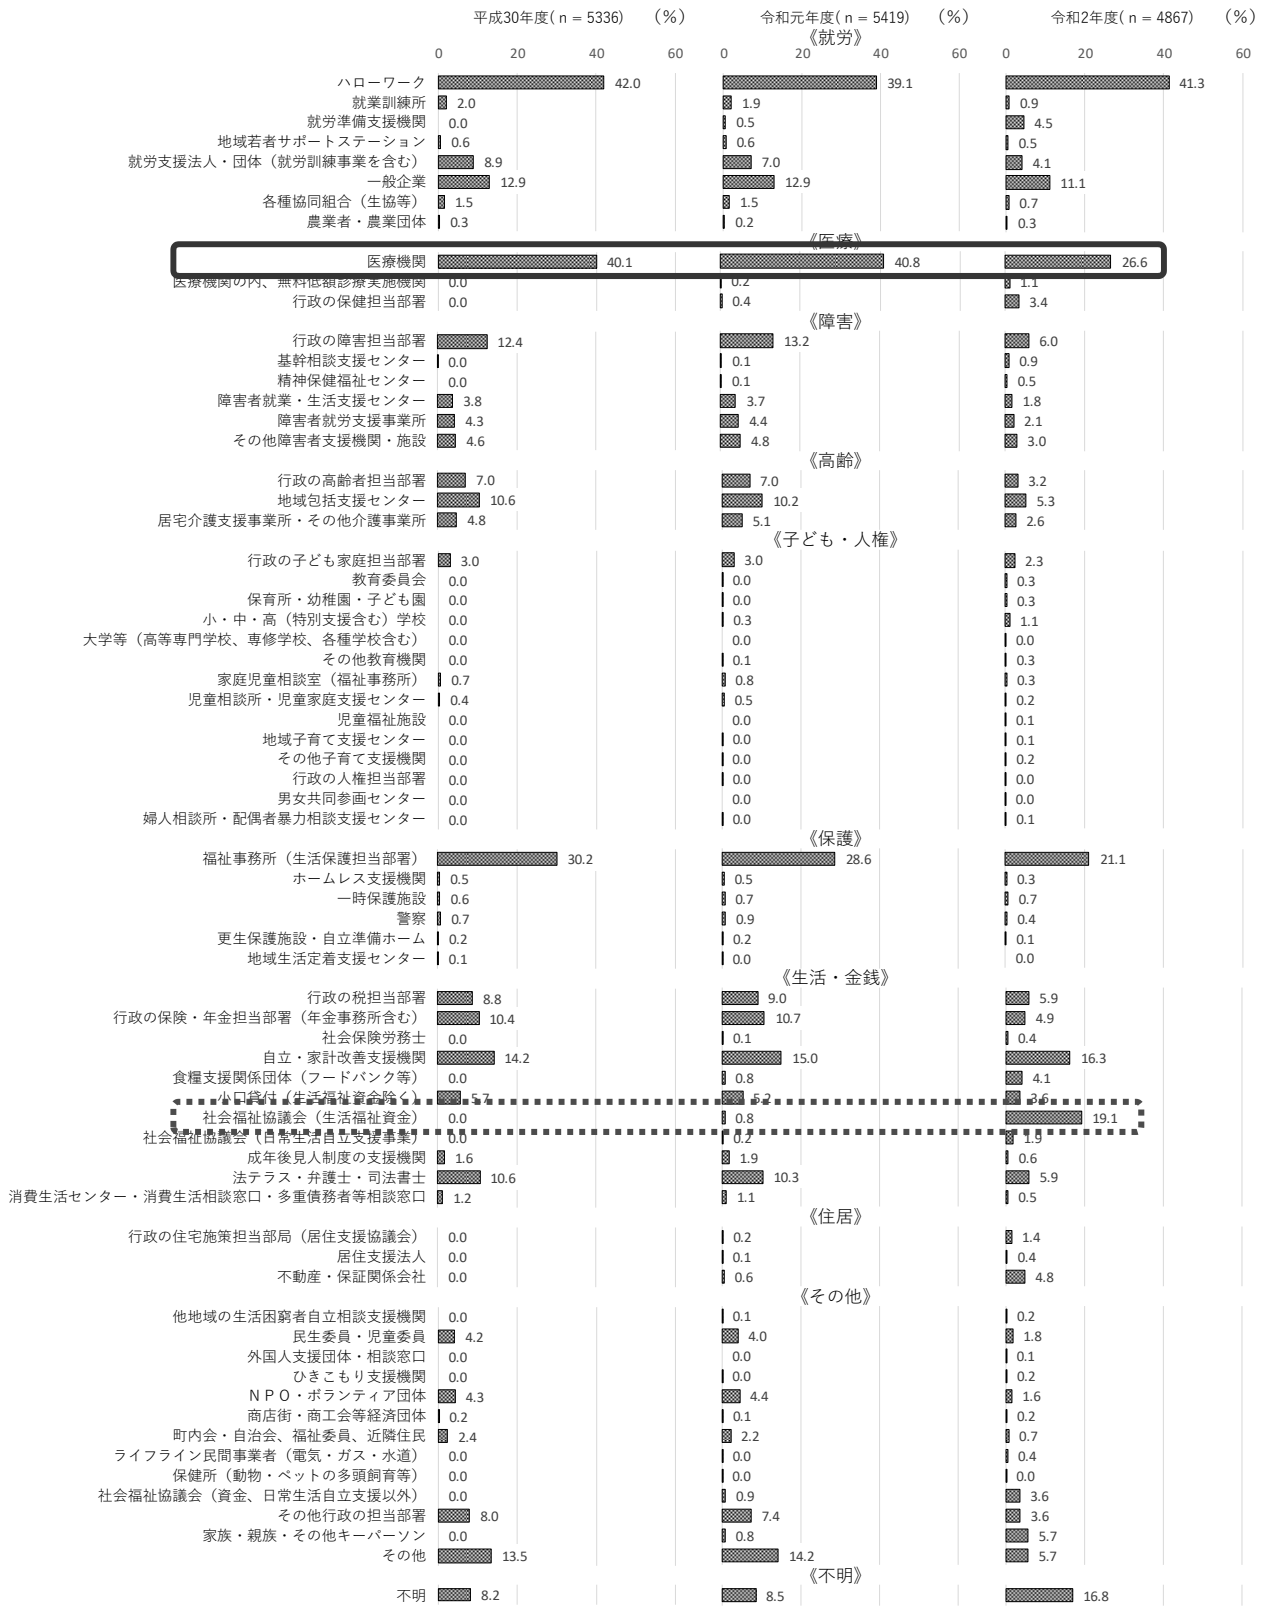 平成30年度( n = 5336) （%） 令和元年度( n = 5419) （%） 令和2年度( n = 4867) （%）
《就労》
0 20 40 60 0 20 40 60 0 20 40 60
ハローワーク 42.0 39.1 41.3
就業訓練所 2.0 1.9 0.9
就労準備支援機関 0.0 0.5 4.5
地域若者サポートステーション 0.6 0.6 0.5
就労支援法人・団体（就労訓練事業を含む） 8.9 7.0 4.1
一般企業 12.9 12.9 11.1
各種協同組合（生協等） 1.5 1.5 0.7
農業者・農業団体 0.3 0.2 0.3
《医療》
医療機関 40.1 40.8 26.6
医療機関の内、無料低額診療実施機関 0.0 0.2 1.1
行政の保健担当部署 0.0 0.4 3.4
《障害》
行政の障害担当部署 12.4 13.2 6.0
基幹相談支援センター 0.0 0.1 0.9
精神保健福祉センター 0.0 0.1 0.5
障害者就業・生活支援センター 3.8 3.7 1.8
障害者就労支援事業所 4.3 4.4 2.1
その他障害者支援機関・施設 4.6 4.8 3.0
《高齢》
行政の高齢者担当部署 7.0 7.0 3.2
地域包括支援センター 10.6 10.2 5.3
居宅介護支援事業所・その他介護事業所 4.8 5.1 2.6
《子ども・人権》
行政の子ども家庭担当部署 3.0 3.0 2.3
教育委員会 0.0 0.0 0.3
保育所・幼稚園・子ども園 0.0 0.0 0.3
小・中・高（特別支援含む）学校 0.0 0.3 1.1
大学等（高等専門学校、専修学校、各種学校含む） 0.0 0.0 0.0
その他教育機関 0.0 0.1 0.3
家庭児童相談室（福祉事務所） 0.7 0.8 0.3
児童相談所・児童家庭支援センター 0.4 0.5 0.2
児童福祉施設 0.0 0.0 0.1
地域子育て支援センター 0.0 0.0 0.1
その他子育て支援機関 0.0 0.0 0.2
行政の人権担当部署 0.0 0.0 0.0
男女共同参画センター 0.0 0.0 0.0
婦人相談所・配偶者暴力相談支援センター 0.0 0.0 0.1
《保護》
福祉事務所（生活保護担当部署） 30.2 28.6 21.1
ホームレス支援機関 0.5 0.5 0.3
一時保護施設 0.6 0.7 0.7
警察 0.7 0.9 0.4
更生保護施設・自立準備ホーム 0.2 0.2 0.1
地域生活定着支援センター 0.1 0.0 0.0
《生活・金銭》
行政の税担当部署 8.8 9.0 5.9
行政の保険・年金担当部署（年金事務所含む） 10.4 10.7 4.9
社会保険労務士 0.0 0.1 0.4
自立・家計改善支援機関 14.2 15.0 16.3
食糧支援関係団体（フードバンク等） 0.0 0.8 4.1
小口貸付（生活福祉資金除く） 5.7 5.2 3.6
社会福祉協議会（生活福祉資金） 0.0 0.8 19.1
社会福祉協議会（日常生活自立支援事業） 0.0 0.2 1.9
成年後見人制度の支援機関 1.6 1.9 0.6
法テラス・弁護士・司法書士 10.6 10.3 5.9
消費生活センター・消費生活相談窓口・多重債務者等相談窓口 1.2 1.1 0.5
《住居》
行政の住宅施策担当部局（居住支援協議会） 0.0 0.2 1.4
居住支援法人 0.0 0.1 0.4
不動産・保証関係会社 0.0 0.6 4.8
《その他》
他地域の生活困窮者自立相談支援機関 0.0 0.1 0.2
民生委員・児童委員 4.2 4.0 1.8
外国人支援団体・相談窓口 0.0 0.0 0.1
ひきこもり支援機関 0.0 0.0 0.2
ＮＰＯ・ボランティア団体 4.3 4.4 1.6
商店街・商工会等経済団体 0.2 0.1 0.2
町内会・自治会、福祉委員、近隣住民 2.4 2.2 0.7
ライフライン民間事業者（電気・ガス・水道） 0.0 0.0 0.4
保健所（動物・ペットの多頭飼育等） 0.0 0.0 0.0
社会福祉協議会（資金、日常生活自立支援以外） 0.0 0.9 3.6
その他行政の担当部署 8.0 7.4 3.6
家族・親族・その他キーパーソン 0.0 0.8 5.7
その他 13.5 14.2 5.7
《不明》
不明 8.2 8.5 16.8